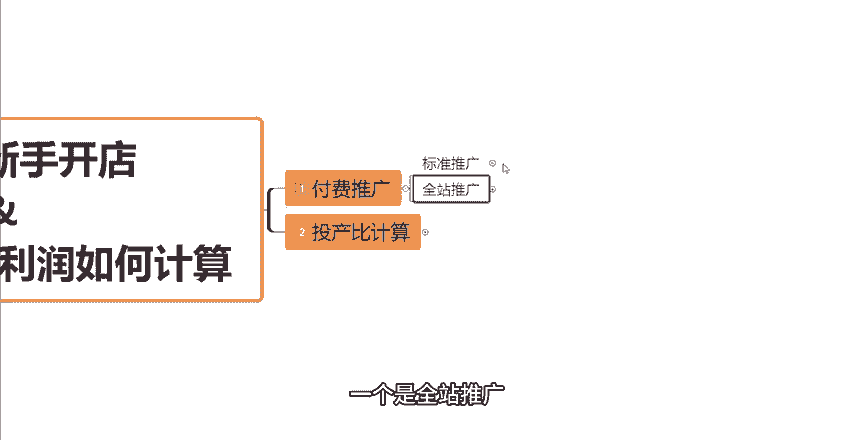 新手开店
&
利润如何计算
1 付费推广
标准推广
全站推广
2 投产比计算
一个是全站推广